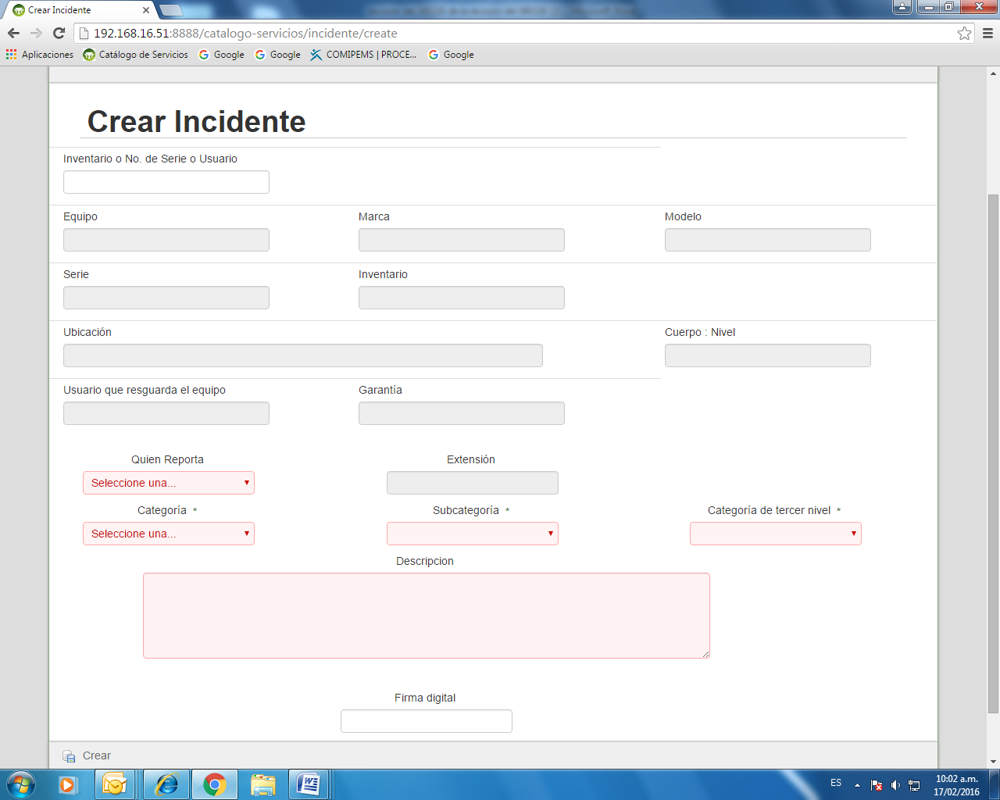 Crear Incidente
192.168.16.51:8888/catalogo-servicios/incidente/create
Aplicaciones Catálogo de Servicios Google Google COMIPEMS | PROCE... Google
Crear Incidente
Inventario o No. de Serie o Usuario
Equipo Marca Modelo
Serie Inventario
Ubicación Cuerpo : Nivel
Usuario que resguarda el equipo Garantía
Quien Reporta Extensión
Seleccione una...
Categoría * Subcategoría * Categoría de tercer nivel *
Seleccione una...
Descripcion
Firma digital
Crear
ES 10:02 a.m.
17/02/2016